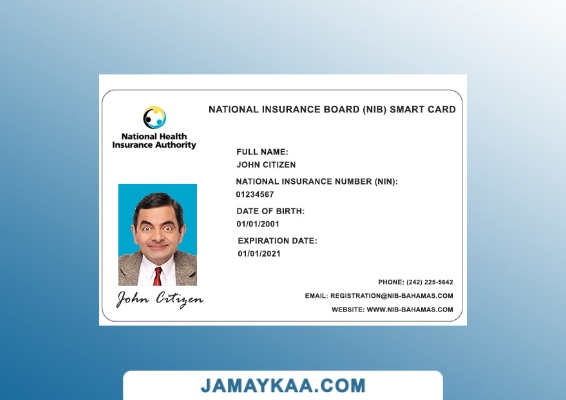 NATIONAL INSURANCE BOARD (NIB) SMART CARD
National Health
Insurance Authority
FULL NAME:
JOHN CITIZEN
NATIONAL INSURANCE NUMBER (NIN):
01234567
DATE OF BIRTH:
01/01/2001
EXPIRATION DATE:
01/01/2021
John Citizen
PHONE: (242) 225-5642
EMAIL: REGISTRATION@NIB-BAHAMAS.COM
WEBSITE: WWW.NIB-BAHAMAS.COM
JAMAYKAA.COM